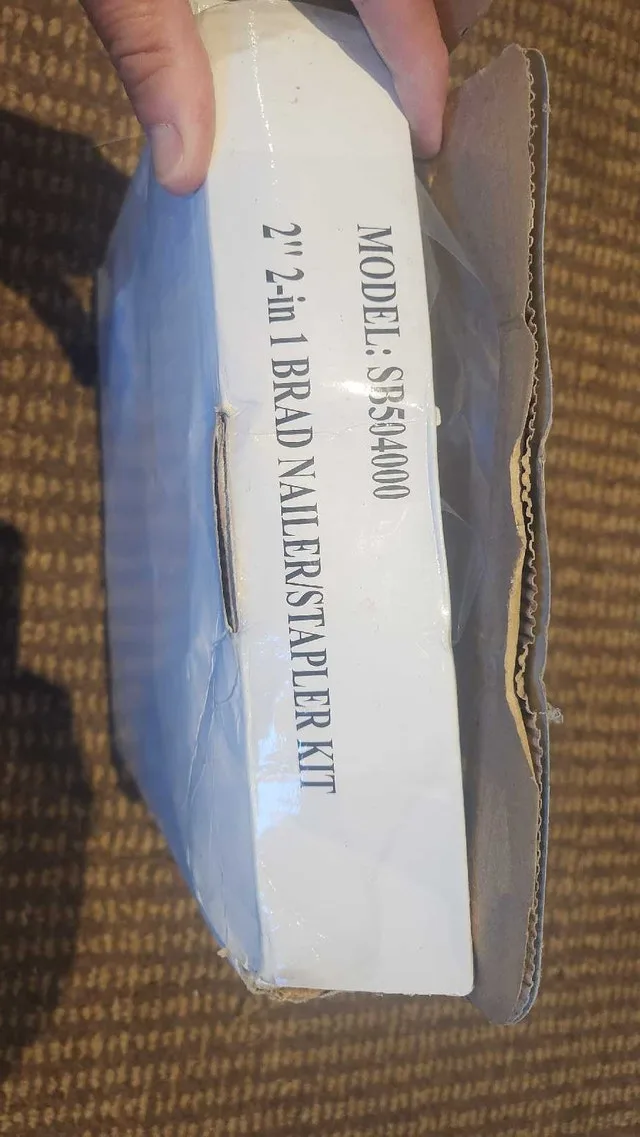 MODEL: SB504000
2" 2-in 1 BRAD NAILER/STAPLER KIT